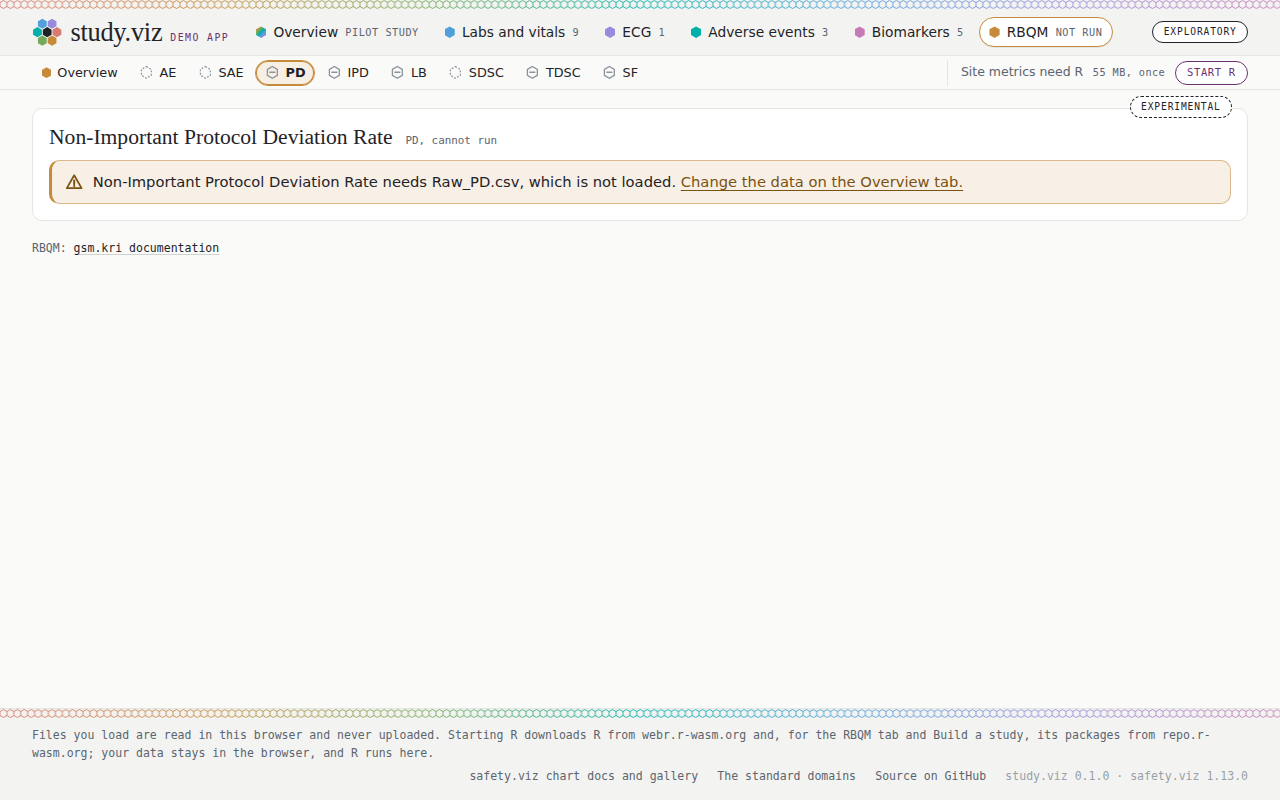 study.viz DEMO APP Overview PILOT STUDY Labs and vitals 9 ECG 1 Adverse events 3 Biomarkers 5 RBQM NOT RUN EXPLORATORY
Overview AE SAE PD IPD LB SDSC TDSC SF Site metrics need R 55 MB, once START R
EXPERIMENTAL
Non-Important Protocol Deviation Rate PD, cannot run
Non-Important Protocol Deviation Rate needs Raw_PD.csv, which is not loaded. Change the data on the Overview tab.
RBQM: gsm.kri documentation
Files you load are read in this browser and never uploaded. Starting R downloads R from webr.r-wasm.org and, for the RBQM tab and Build a study, its packages from repo.r-
wasm.org; your data stays in the browser, and R runs here.
safety.viz chart docs and gallery The standard domains Source on GitHub study.viz 0.1.0 · safety.viz 1.13.0